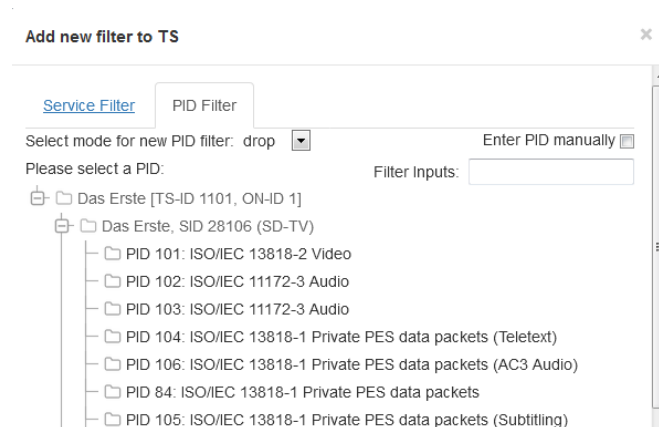 Add new filter to TS
Service Filter PID Filter
Select mode for new PID filter: drop Enter PID manually
Please select a PID: Filter Inputs:
Das Erste [TS-ID 1101, ON-ID 1]
Das Erste, SID 28106 (SD-TV)
PID 101: ISO/IEC 13818-2 Video
PID 102: ISO/IEC 11172-3 Audio
PID 103: ISO/IEC 11172-3 Audio
PID 104: ISO/IEC 13818-1 Private PES data packets (Teletext)
PID 106: ISO/IEC 13818-1 Private PES data packets (AC3 Audio)
PID 84: ISO/IEC 13818-1 Private PES data packets
PID 105: ISO/IEC 13818-1 Private PES data packets (Subtitling)